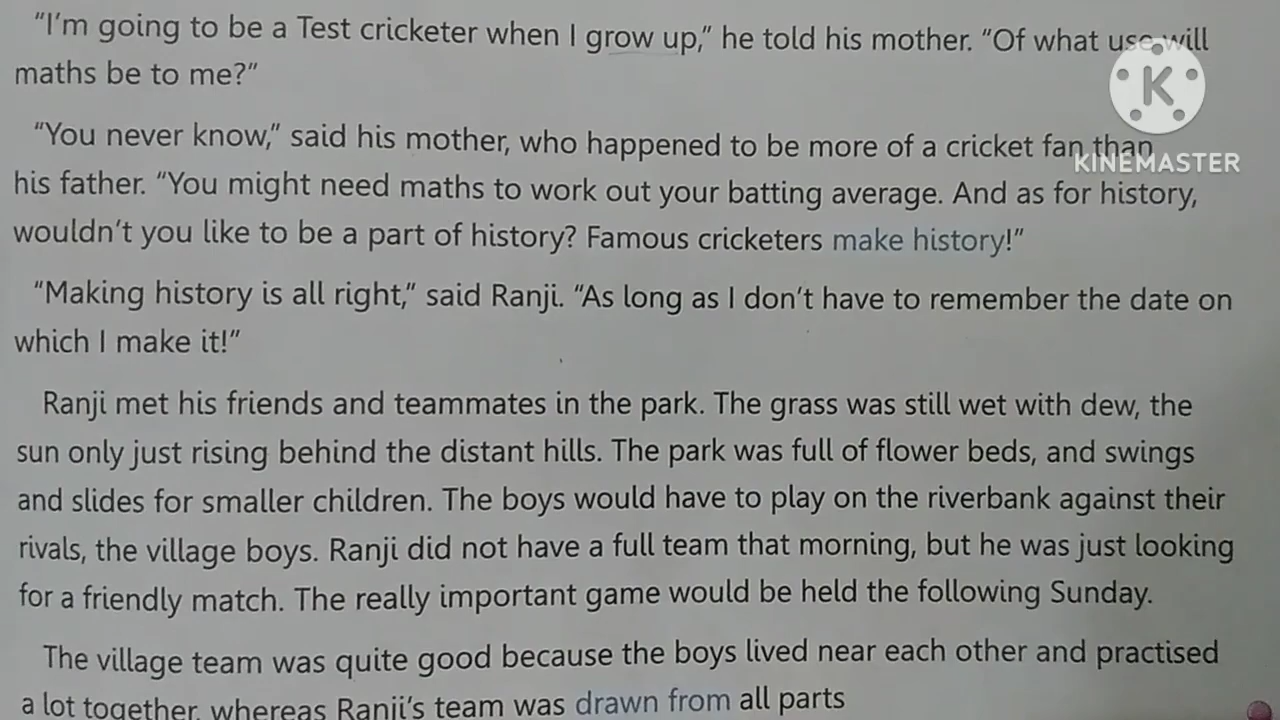 “I’m going to be a Test cricketer when I grow up,” he told his mother. “Of what use will
maths be to me?”
K
KINEMASTER
“You never know,” said his mother, who happened to be more of a cricket fan than
his father. “You might need maths to work out your batting average. And as for history,
wouldn’t you like to be a part of history? Famous cricketers make history!”
“Making history is all right,” said Ranji. “As long as I don’t have to remember the date on
which I make it!”
Ranji met his friends and teammates in the park. The grass was still wet with dew, the
sun only just rising behind the distant hills. The park was full of flower beds, and swings
and slides for smaller children. The boys would have to play on the riverbank against their
rivals, the village boys. Ranji did not have a full team that morning, but he was just looking
for a friendly match. The really important game would be held the following Sunday.
The village team was quite good because the boys lived near each other and practised
a lot together, whereas Ranji’s team was drawn from all parts